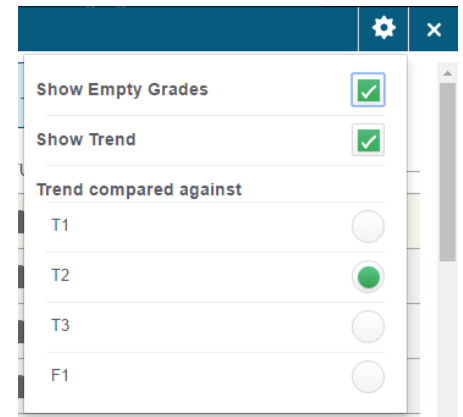 Show Empty Grades
Show Trend
Trend compared against
T1
T2
T3
F1